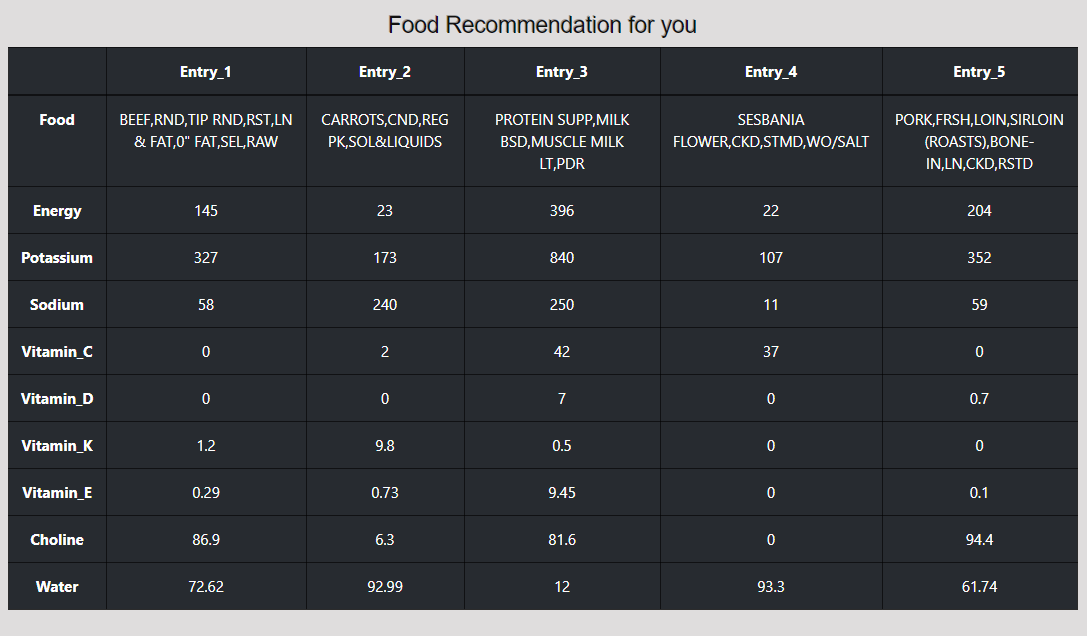 Food Recommendation for you
Entry_1 Entry_2 Entry_3 Entry_4 Entry_5
Food BEEF,RND,TIP RND,RST,LN CARROTS,CND,REG PROTEIN SUPP,MILK SESBANIA PORK,FRSH,LOIN,SIRLOIN
& FAT,0" FAT,SEL,RAW PK,SOL&LIQUIDS BSD,MUSCLE MILK FLOWER,CKD,STMD,WO/SALT (ROASTS),BONE-
LT,PDR IN,LN,CKD,RSTD
Energy 145 23 396 22 204
Potassium 327 173 840 107 352
Sodium 58 240 250 11 59
Vitamin_C 0 2 42 37 0
Vitamin_D 0 0 7 0 0.7
Vitamin_K 1.2 9.8 0.5 0 0
Vitamin_E 0.29 0.73 9.45 0 0.1
Choline 86.9 6.3 81.6 0 94.4
Water 72.62 92.99 12 93.3 61.74